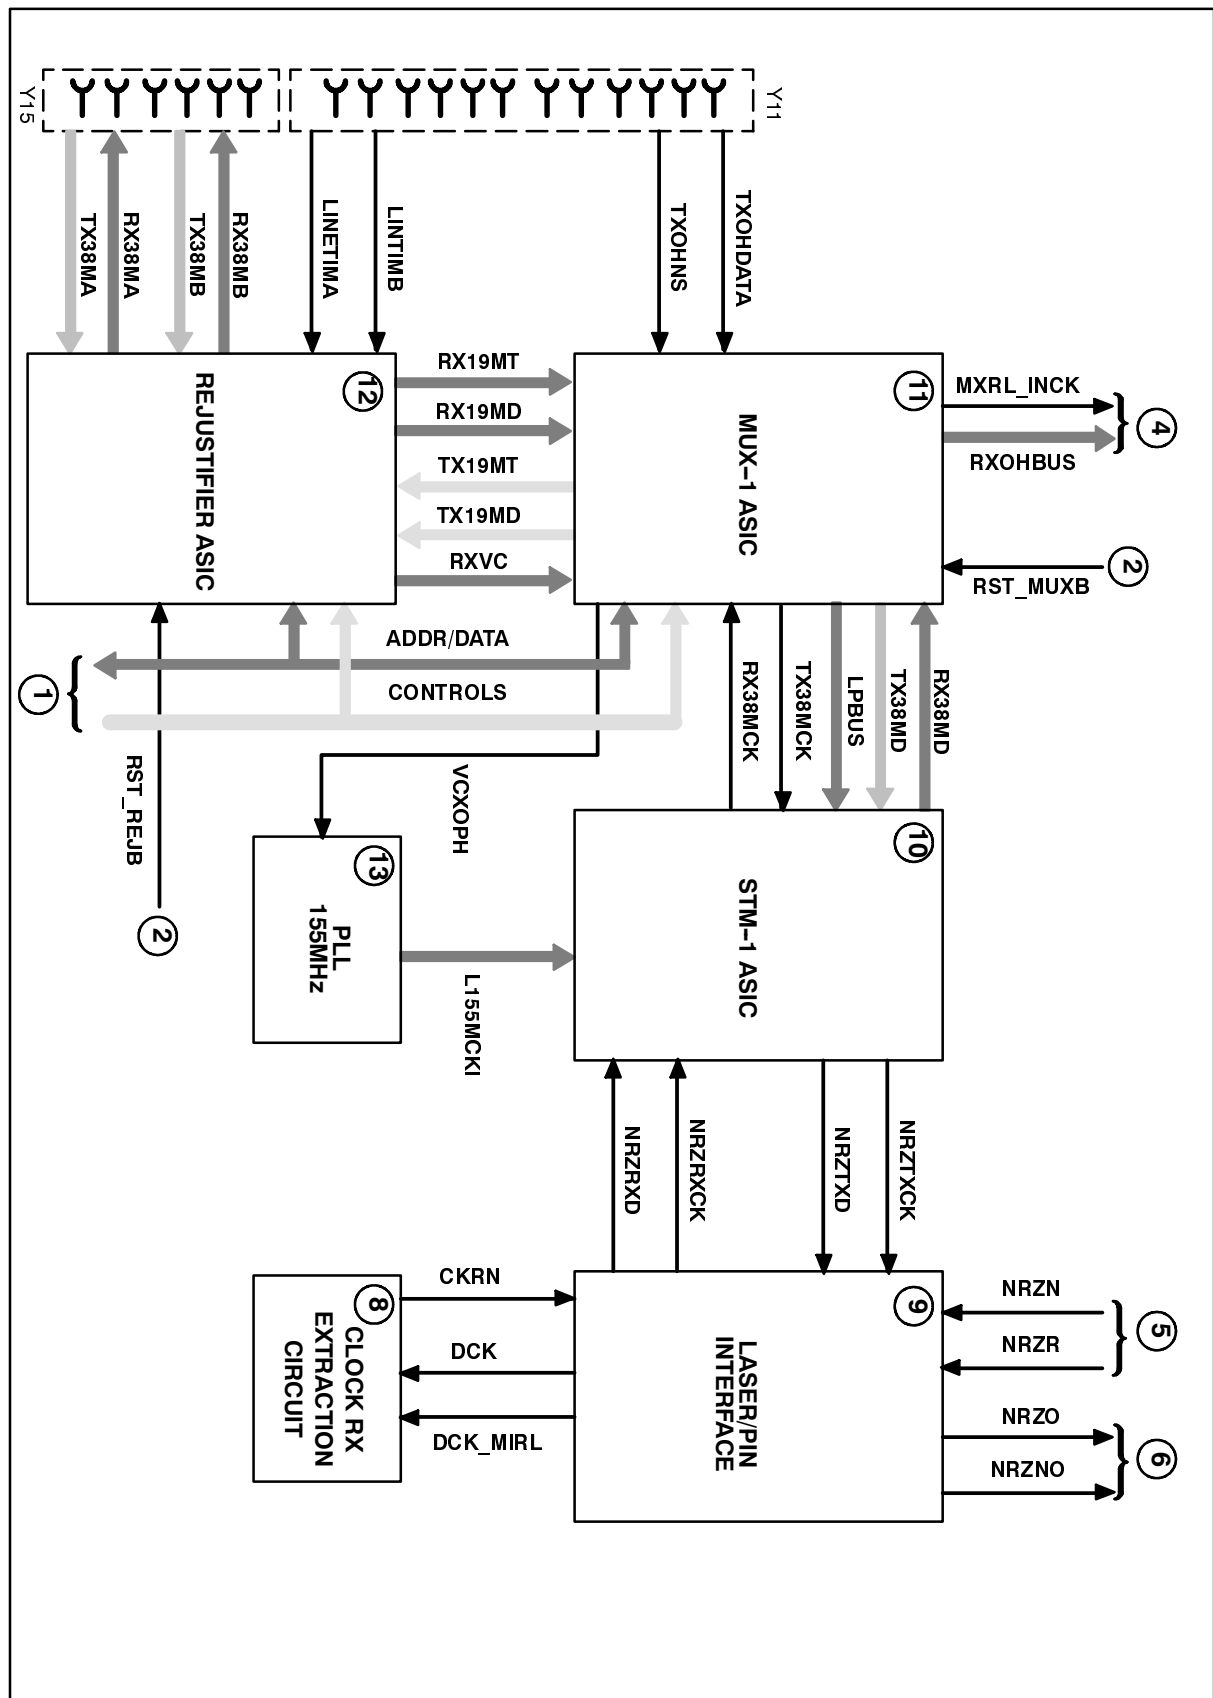 Y15
Y11
TX38MA
RX38MA
TX38MB
RX38MB
LINETIMA
LINTIMB
TXOHNS
TXOHDATA
12
REJUSTIFIER ASIC
RX19MT
RX19MD
TX19MT
TX19MD
RXVC
11
MUX–1 ASIC
MXRL_INCK
RXOHBUS
4
2
RST_MUXB
ADDR/DATA
CONTROLS
1
RST_REJB
2
VCXOPH
RX38MCK
TX38MCK
LPBUS
TX38MD
RX38MD
13
PLL
155MHz
L155MCKI
10
STM–1 ASIC
NRZRXD
NRZRXCK
NRZTXD
NRZTXCK
8
CLOCK RX
EXTRACTION
CIRCUIT
CKRN
DCK
DCK_MIRL
9
LASER/PIN
INTERFACE
NRZN
NRZR
5
NRZO
NRZNO
6